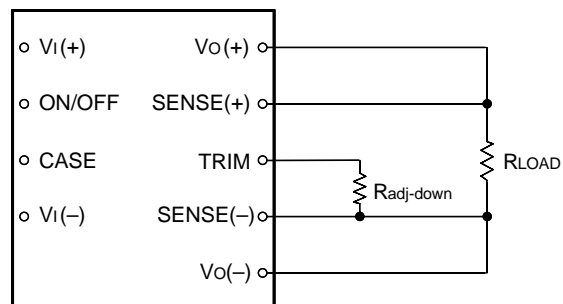 VI(+) VO(+)
ON/OFF SENSE(+)
CASE TRIM
RLOAD
Radj-down
VI(–) SENSE(–)
VO(–)